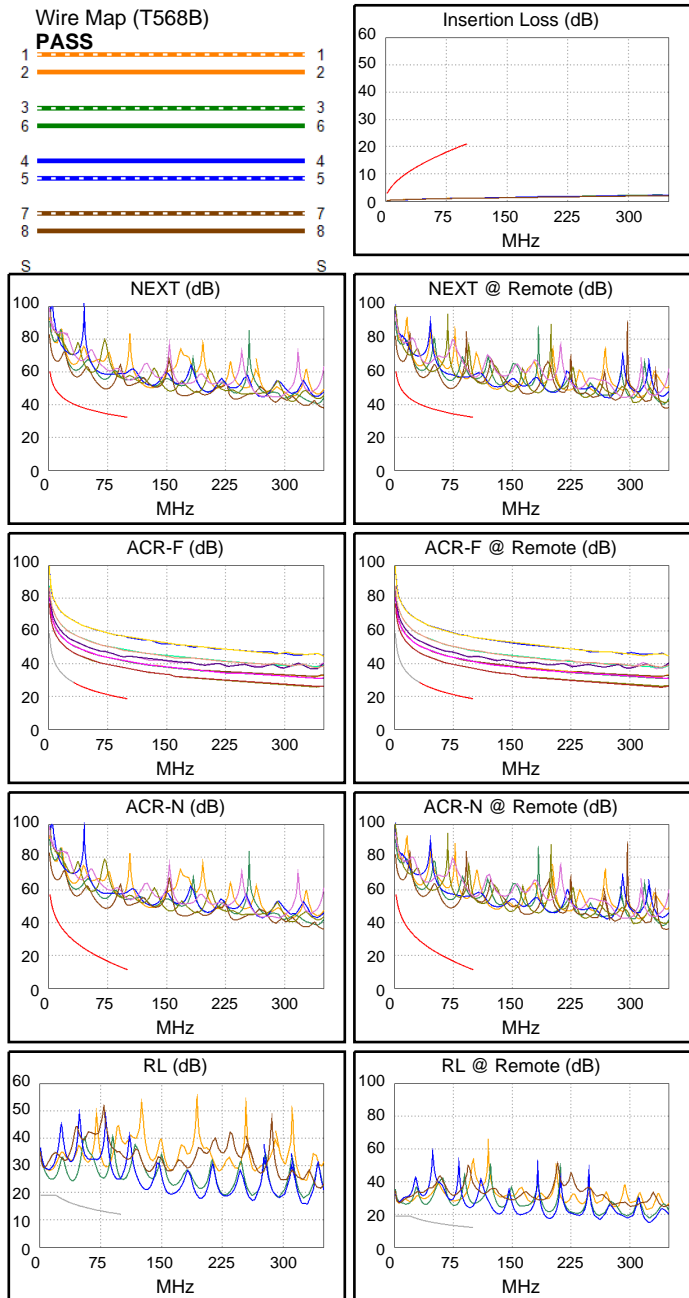 Wire Map (T568B)
PASS
1 1
2 2
3 3
6 6
4 4
5 5
7 7
8 8
S S
Insertion Loss (dB)
60
50
40
30
20
10
0
0 75 150 225 300
MHz
NEXT (dB)
100
80
60
40
20
0
0 75 150 225 300
MHz
NEXT @ Remote (dB)
100
80
60
40
20
0
0 75 150 225 300
MHz
ACR-F (dB)
100
80
60
40
20
0
0 75 150 225 300
MHz
ACR-F @ Remote (dB)
100
80
60
40
20
0
0 75 150 225 300
MHz
ACR-N (dB)
100
80
60
40
20
0
0 75 150 225 300
MHz
ACR-N @ Remote (dB)
100
80
60
40
20
0
0 75 150 225 300
MHz
RL (dB)
60
50
40
30
20
10
0
0 75 150 225 300
MHz
RL @ Remote (dB)
100
80
60
40
20
0
0 75 150 225 300
MHz